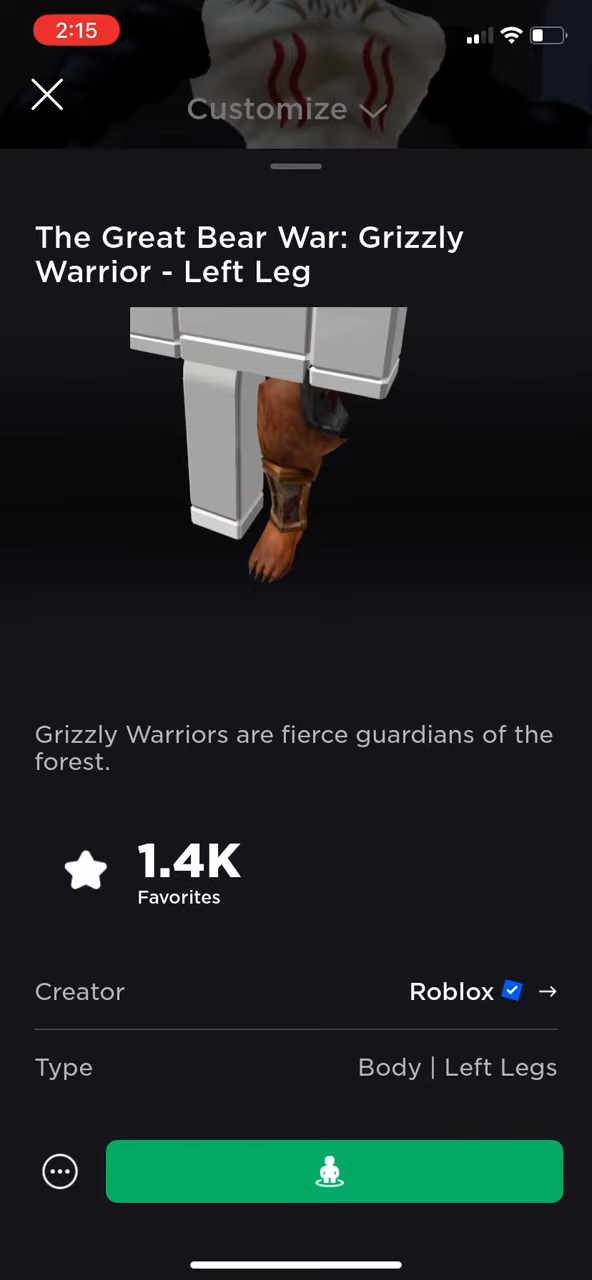 2:15
Customize
The Great Bear War: Grizzly
Warrior - Left Leg
Grizzly Warriors are fierce guardians of the
forest.
1.4K
Favorites
Creator
Roblox
Type
Body | Left Legs